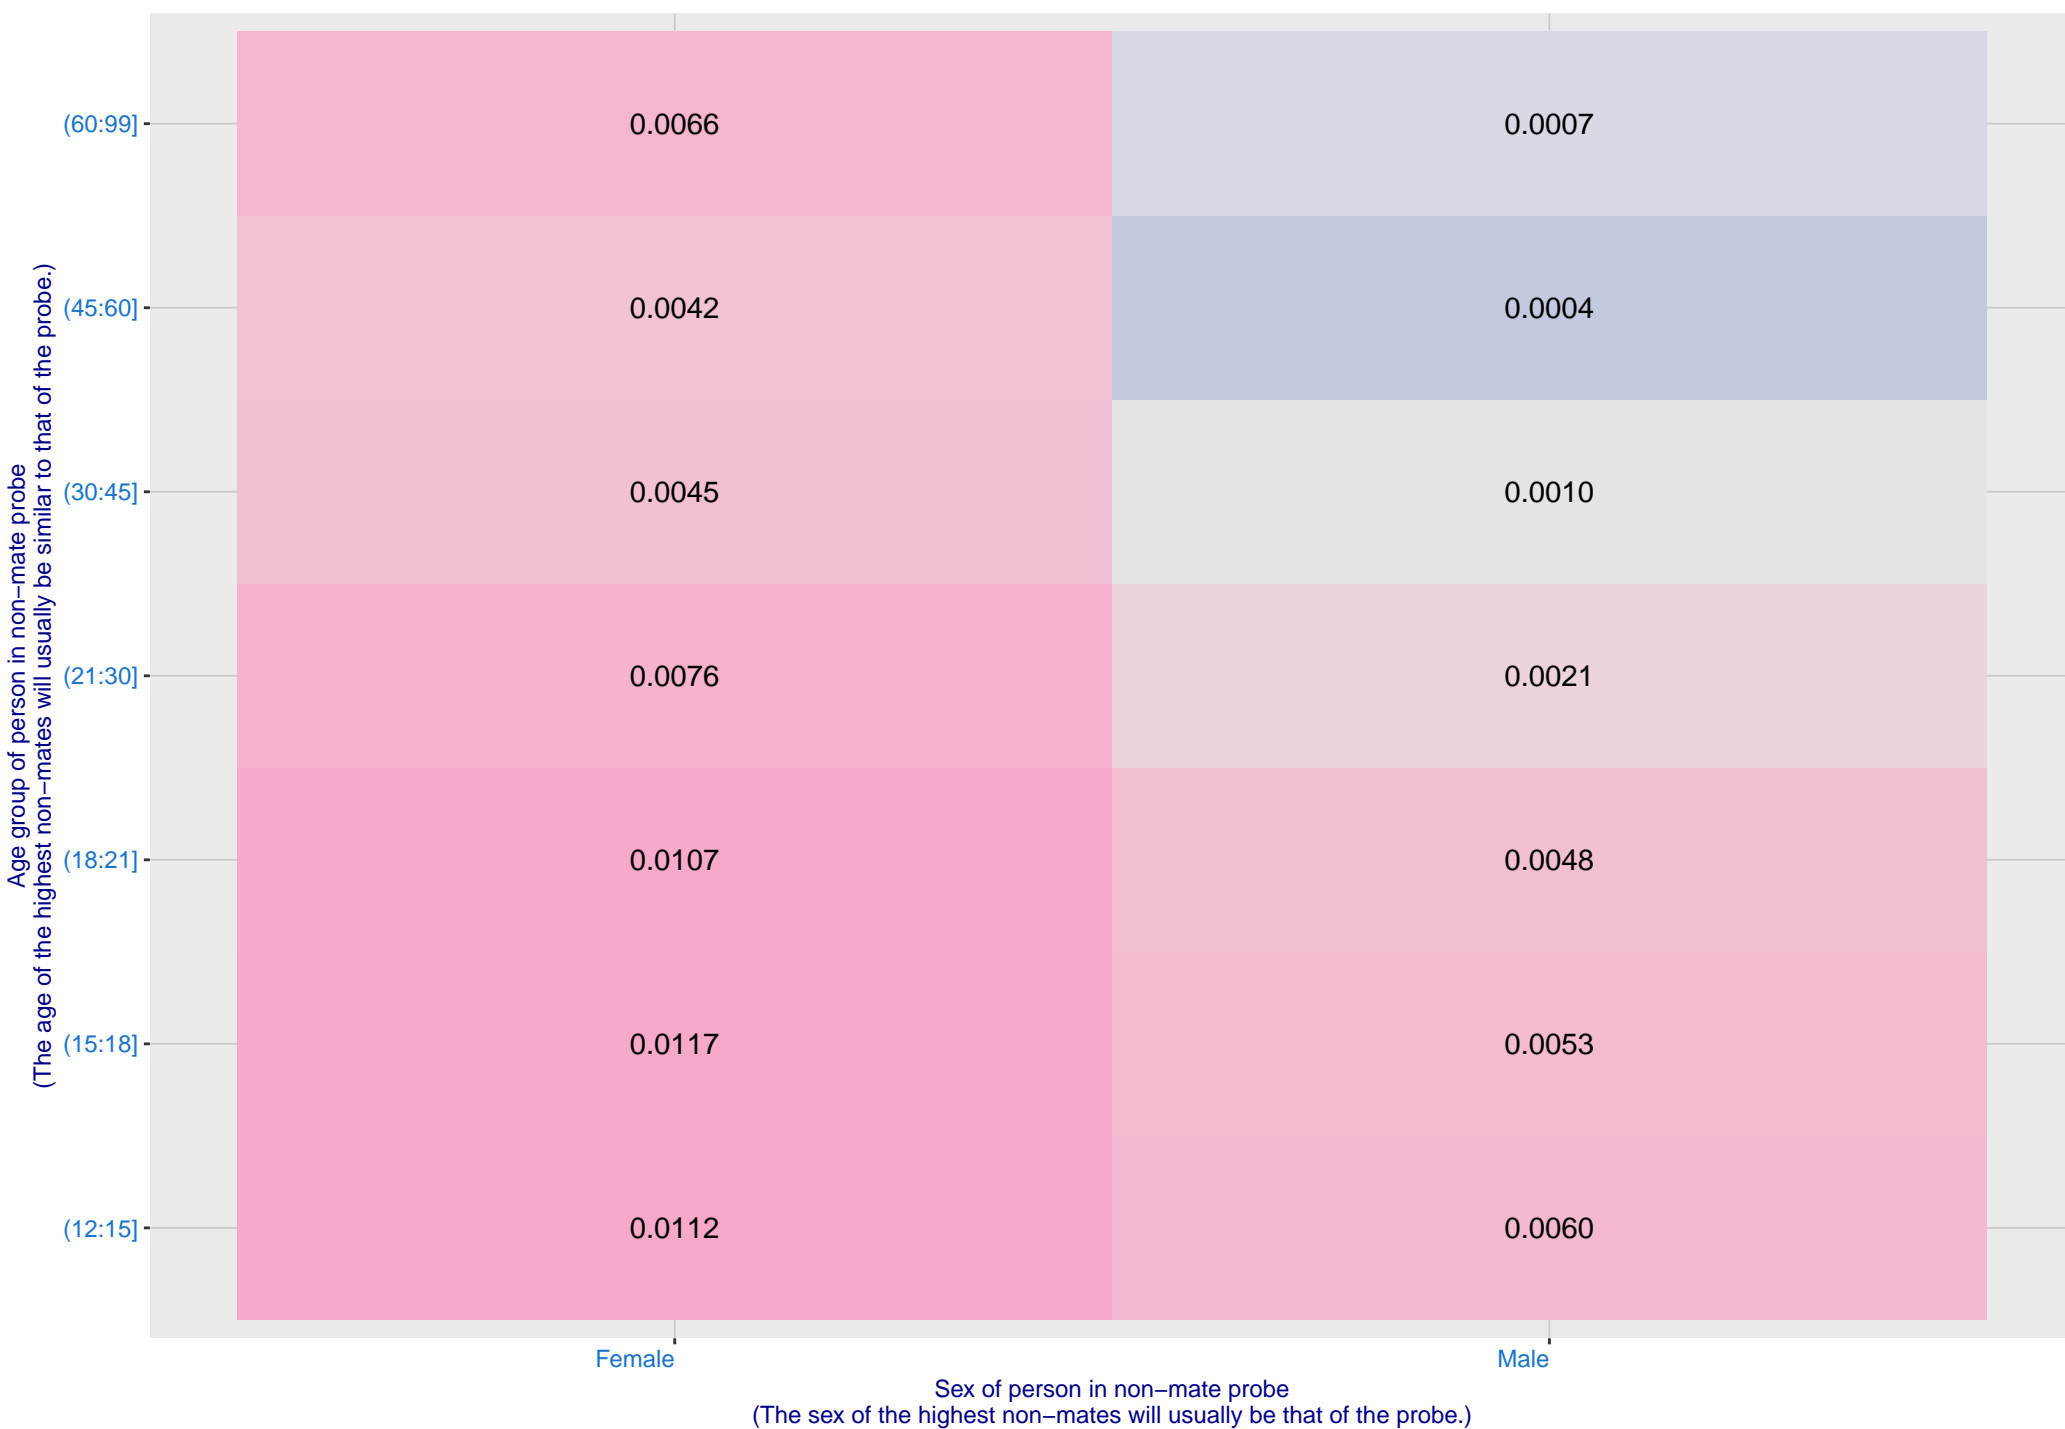 Age group of person in non−mate probe
(The age of the highest non−mates will usually be similar to that of the probe.)
(60:99] 0.0066 0.0007
(45:60] 0.0042 0.0004
(30:45] 0.0045 0.0010
(21:30] 0.0076 0.0021
(18:21] 0.0107 0.0048
(15:18] 0.0117 0.0053
(12:15] 0.0112 0.0060
Female Male
Sex of person in non−mate probe
(The sex of the highest non−mates will usually be that of the probe.)